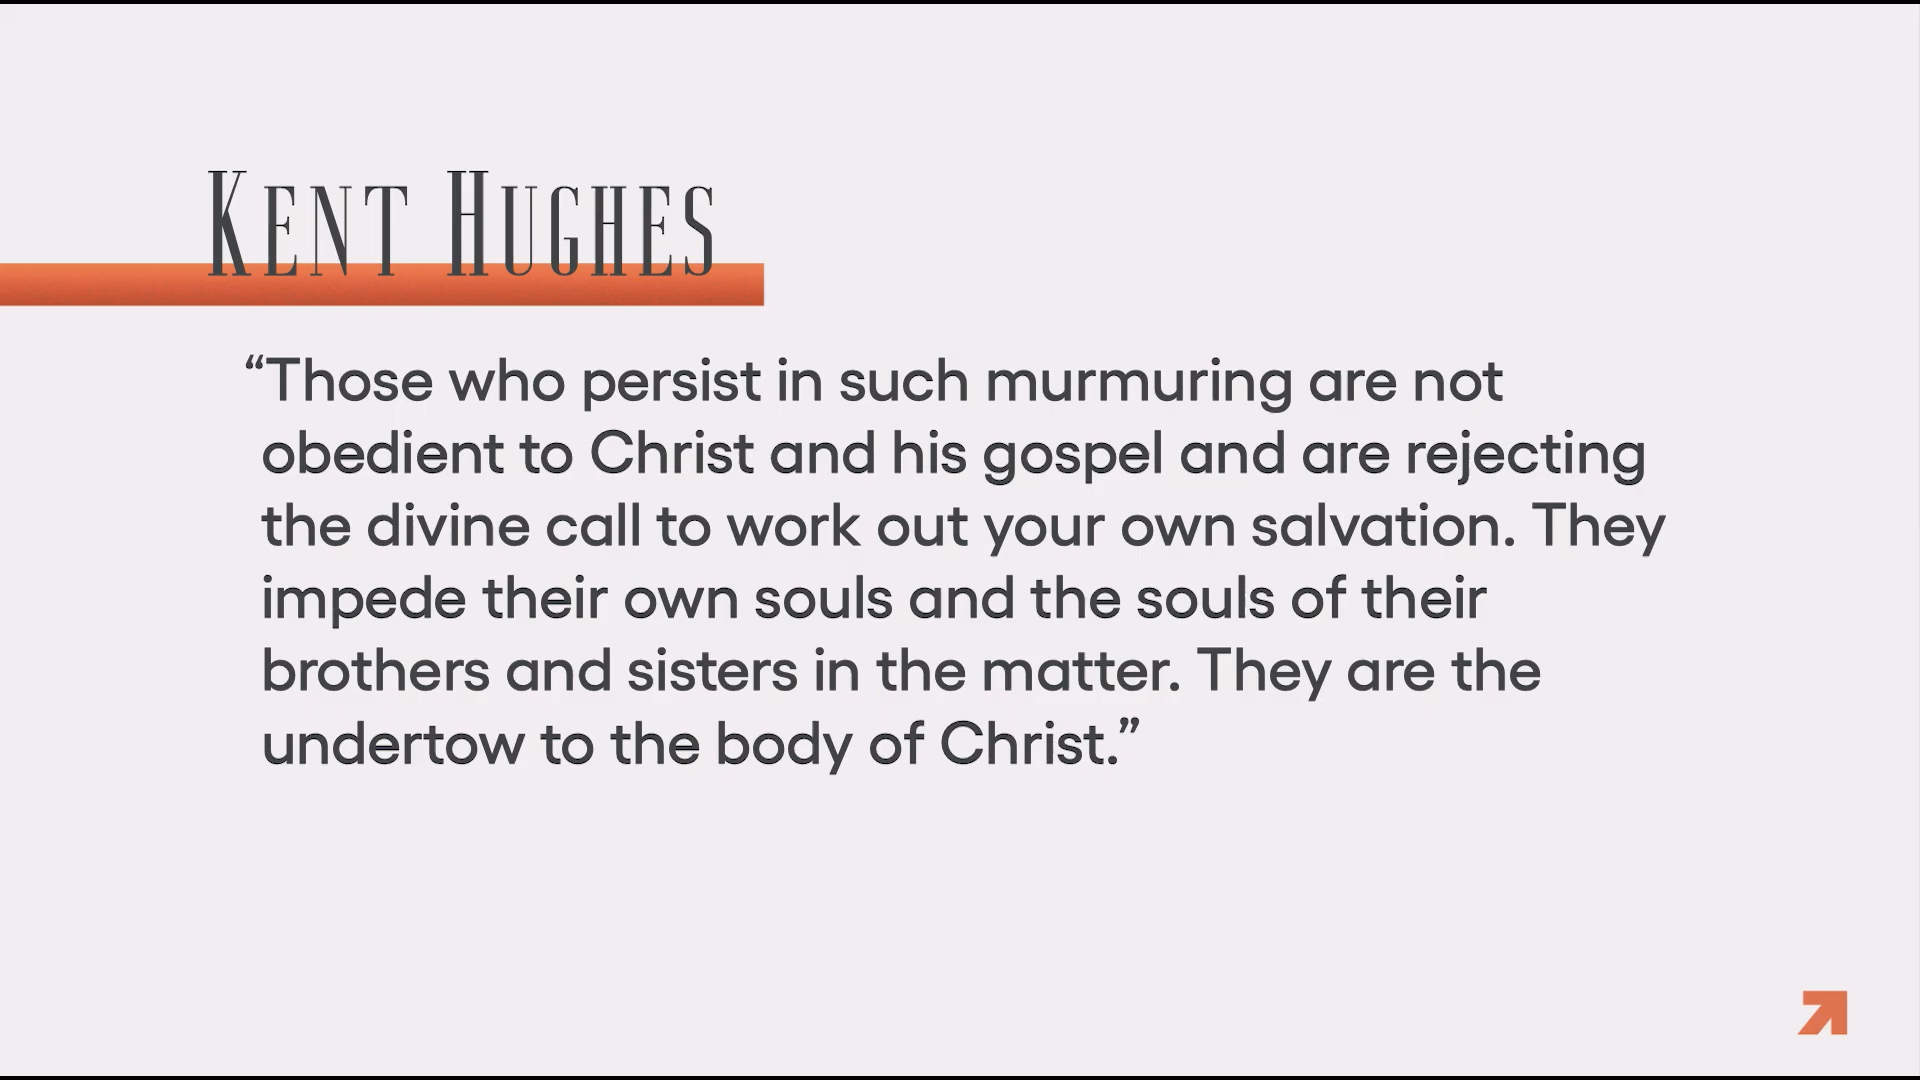 Kent Hughes
“Those who persist in such murmuring are not
obedient to Christ and his gospel and are rejecting
the divine call to work out your own salvation. They
impede their own souls and the souls of their
brothers and sisters in the matter. They are the
undertow to the body of Christ.”